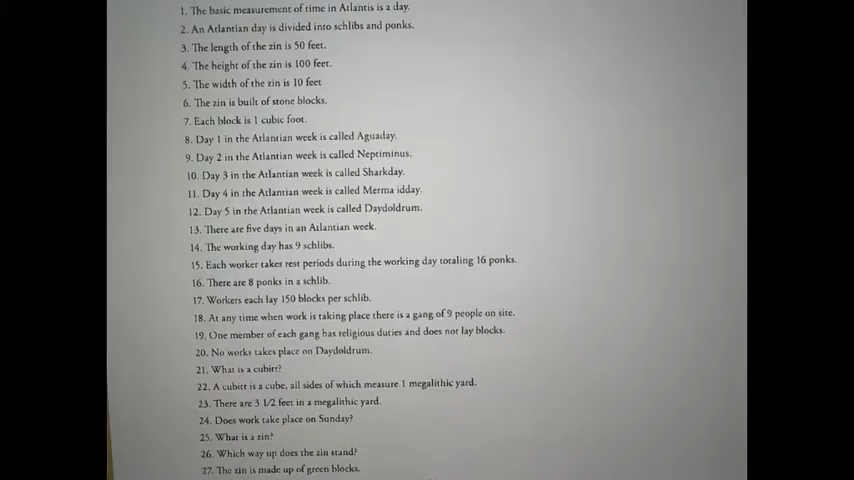 1. The basic measurement of time in Atlantis is a day.
2. An Atlantian day is divided into schlibs and ponks.
3. The length of the zin is 50 feet.
4. The height of the zin is 100 feet.
5. The width of the zin is 10 feet
6. The zin is built of stone blocks.
7. Each block is 1 cubic foot.
8. Day 1 in the Atlantian week is called Aguaday.
9. Day 2 in the Atlantian week is called Neptiminus.
10. Day 3 in the Atlantian week is called Sharkday.
11. Day 4 in the Atlantian week is called Merma idday.
12. Day 5 in the Atlantian week is called Daydoldrum.
13. There are five days in an Atlantian week.
14. The working day has 9 schlibs.
15. Each worker takes rest periods during the working day totaling 16 ponks.
16. There are 8 ponks in a schlib.
17. Workers each lay 150 blocks per schlib.
18. At any time when work is taking place there is a gang of 9 people on site.
19. One member of each gang has religious duties and does not lay blocks.
20. No works takes place on Daydoldrum.
21. What is a cubitt?
22. A cubitt is a cube, all sides of which measure 1 megalithic yard.
23. There are 3 1/2 feet in a megalithic yard.
24. Does work take place on Sunday?
25. What is a zin?
26. Which way up does the zin stand?
27. The zin is made up of green blocks.